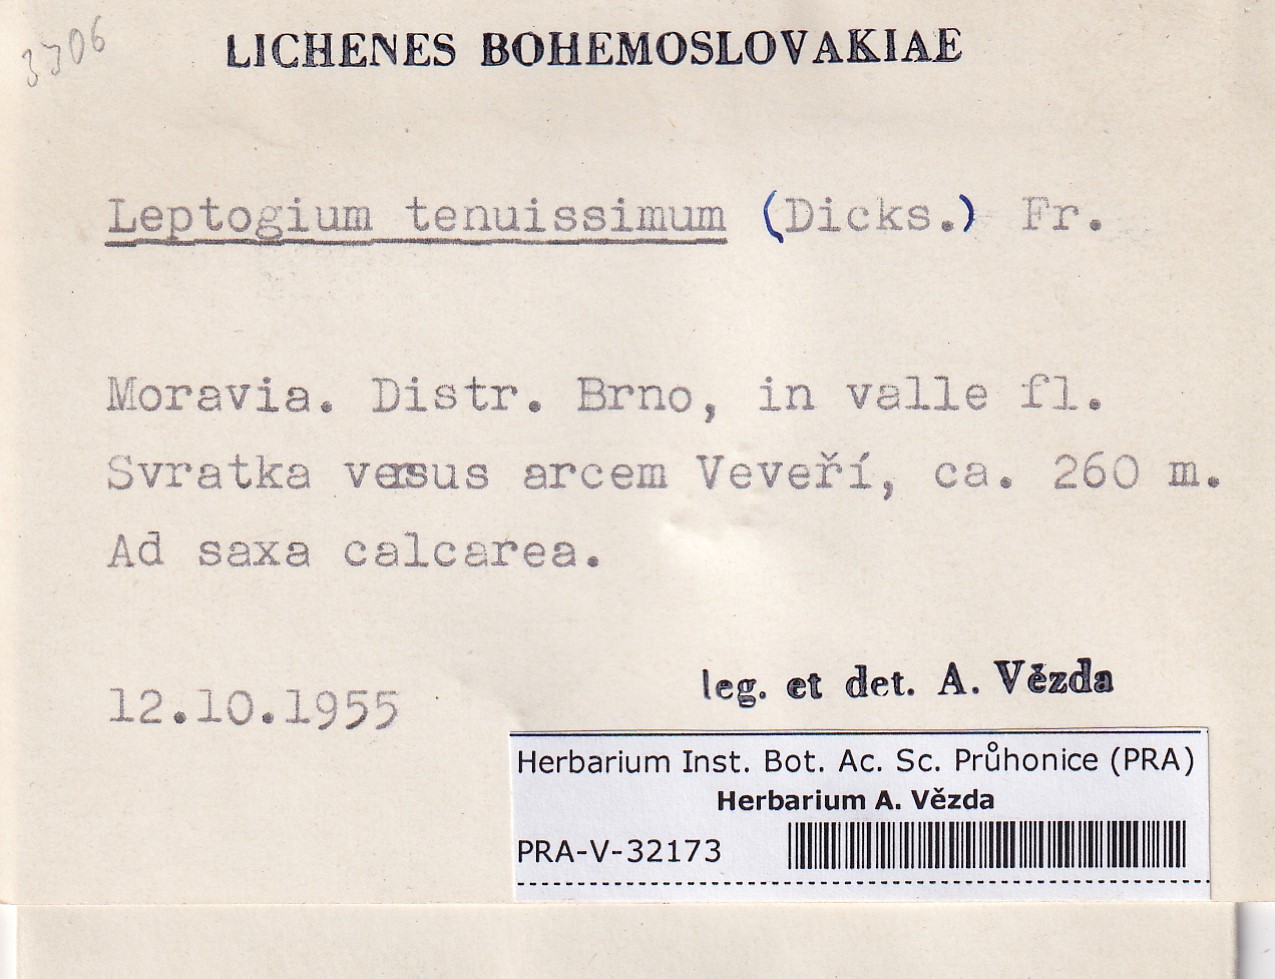 3306
LICHENES BOHEMOSLOVAKIAE
Leptogium tenuissimum (Dicks.) Fr.
Moravia. Distr. Brno, in valle fl.
Svratka versus arcem Veveří, ca. 260 m.
Ad saxa calcarea.
12.10.1955
leg. et det. A. Vězda
Herbarium Inst. Bot. Ac. Sc. Průhonice (PRA)
Herbarium A. Vězda
PRA-V-32173